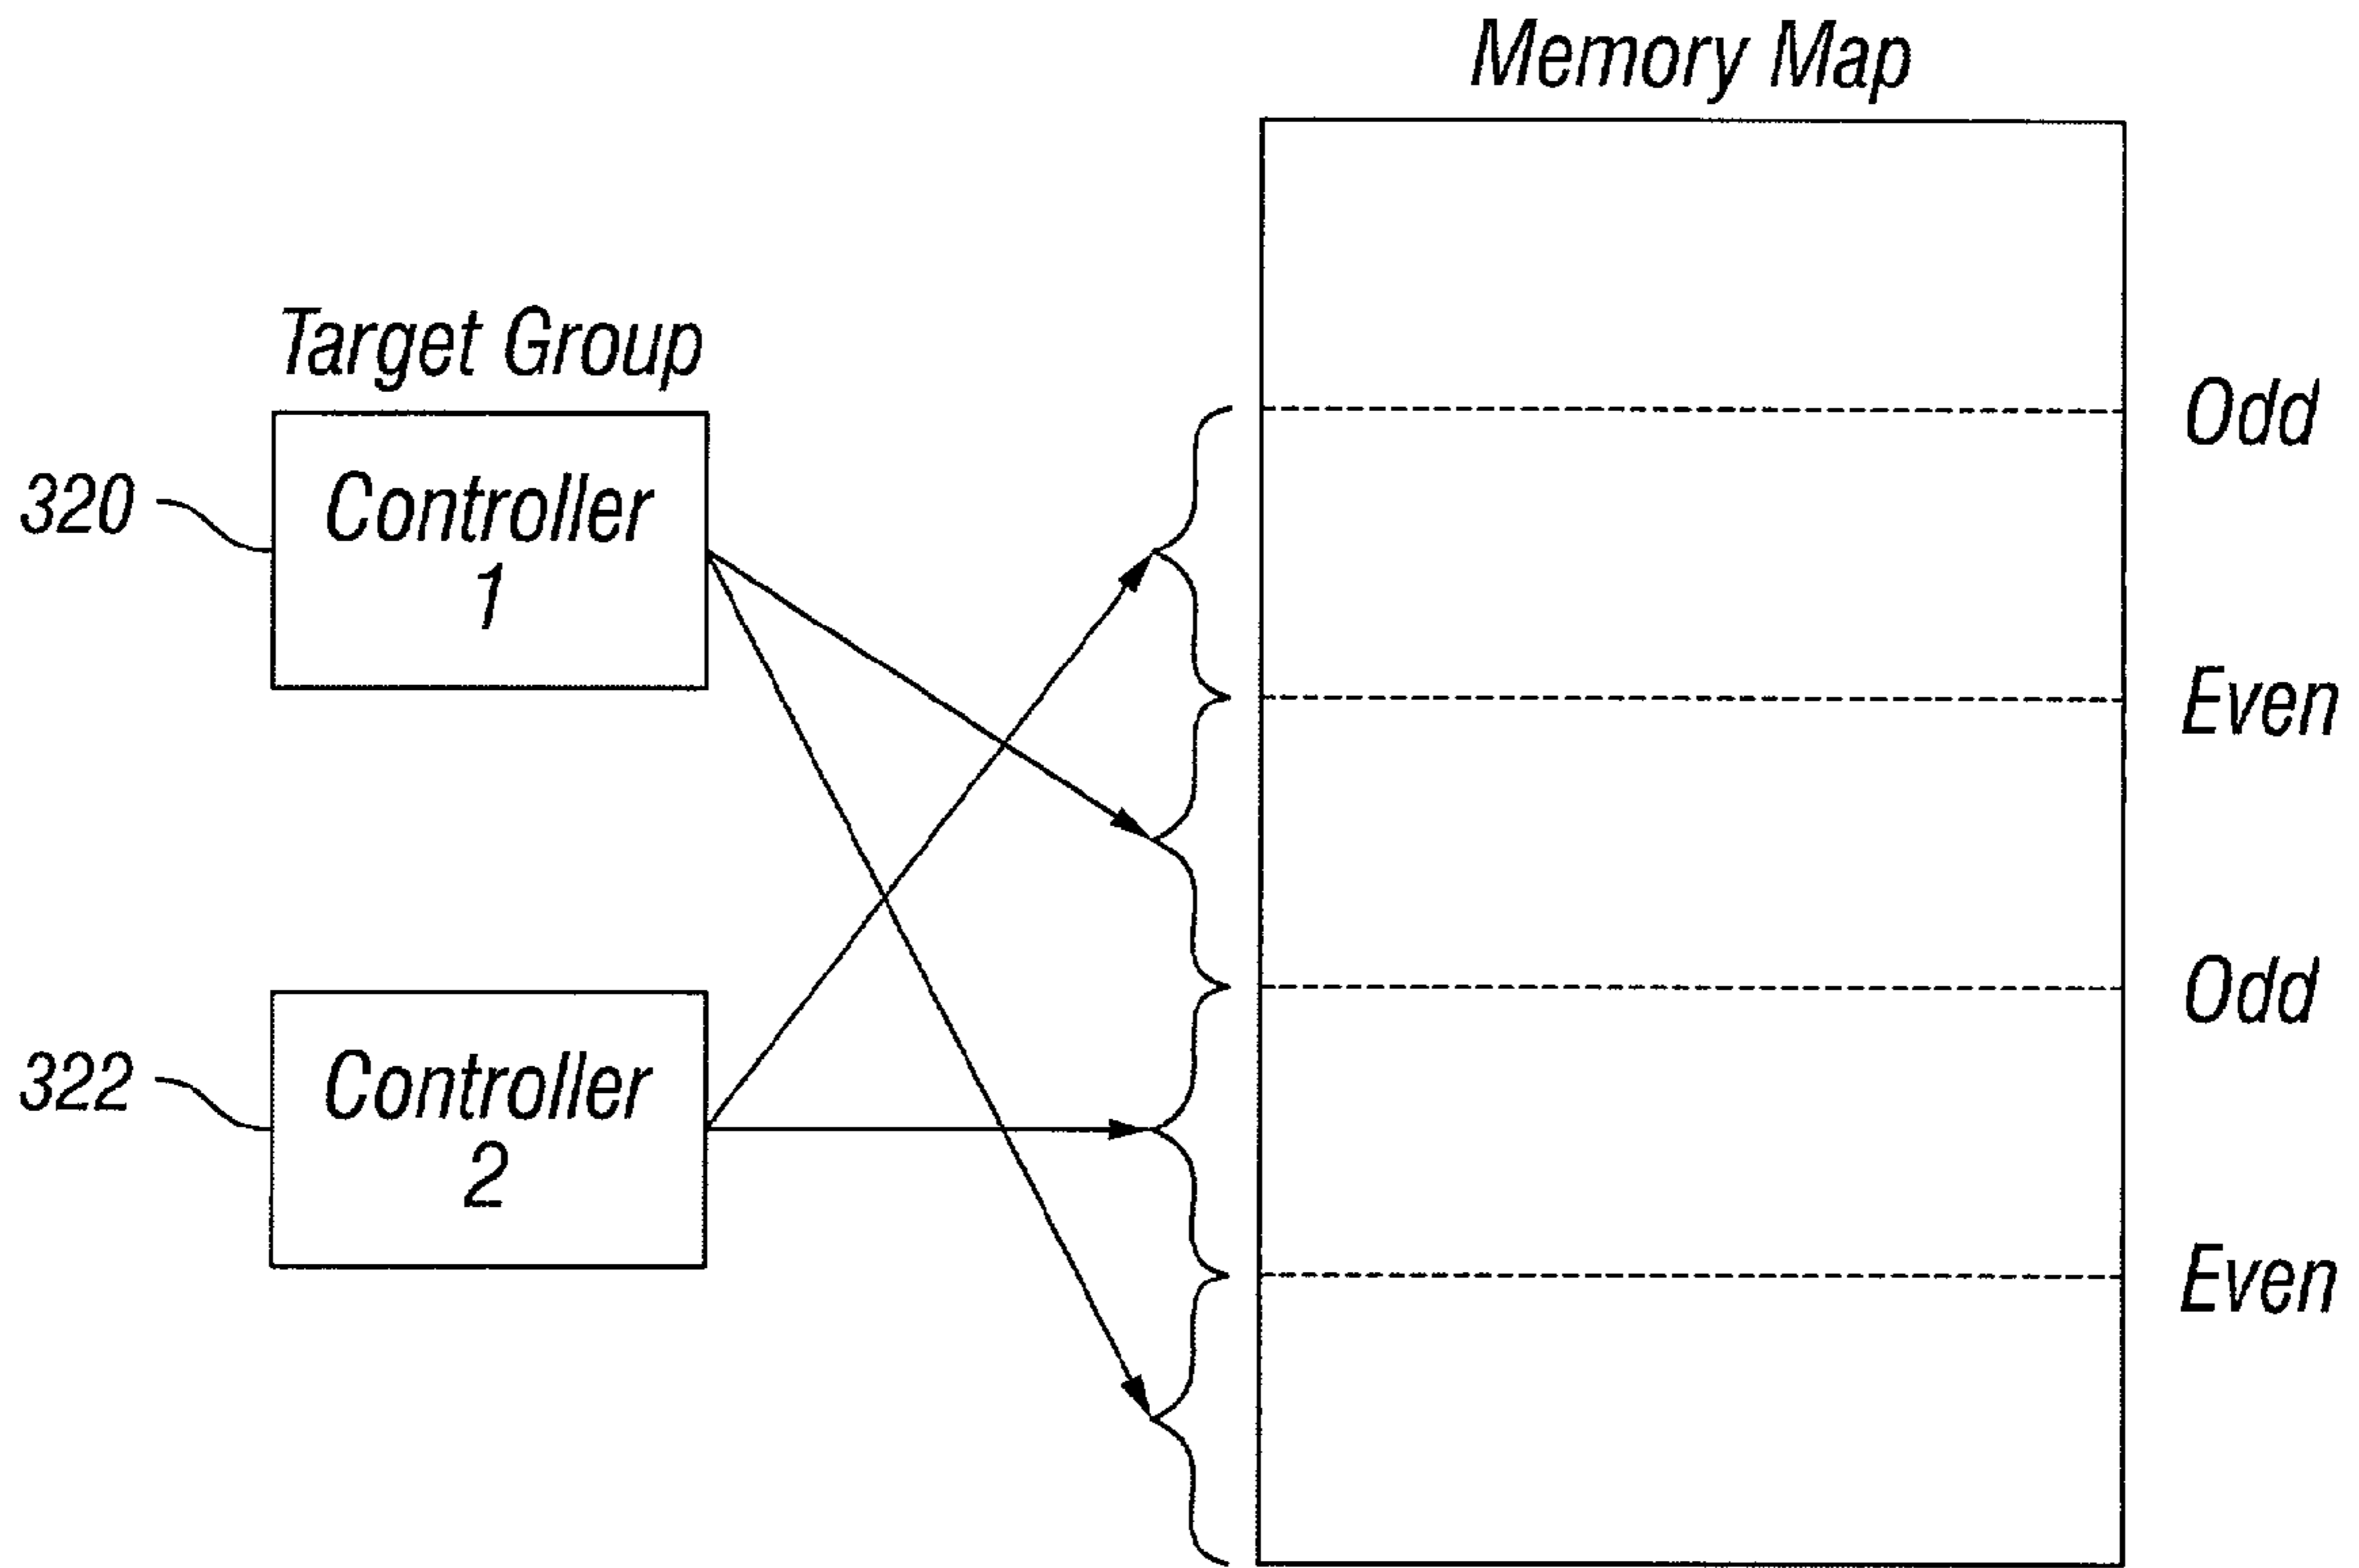 Memory Map
Target Group
320
Controller
1
322
Controller
2
Odd
Even
Odd
Even